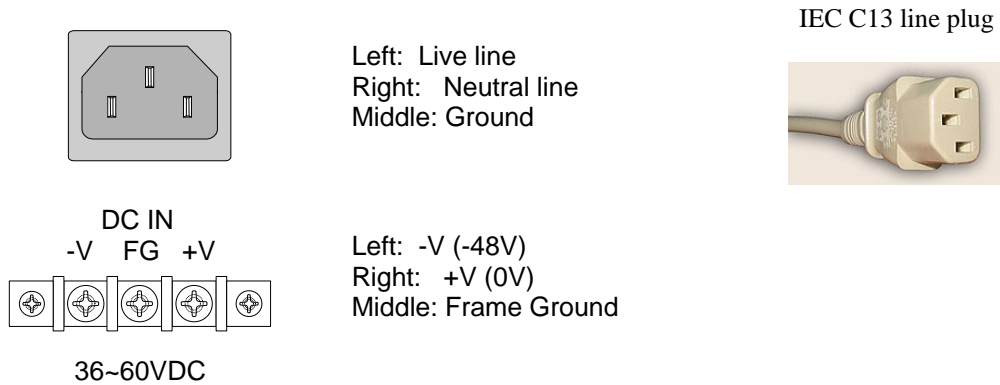 IEC C13 line plug
Left: Live line
Right: Neutral line
Middle: Ground
DC IN
-V FG +V
Left: -V (-48V)
Right: +V (0V)
Middle: Frame Ground
36~60VDC